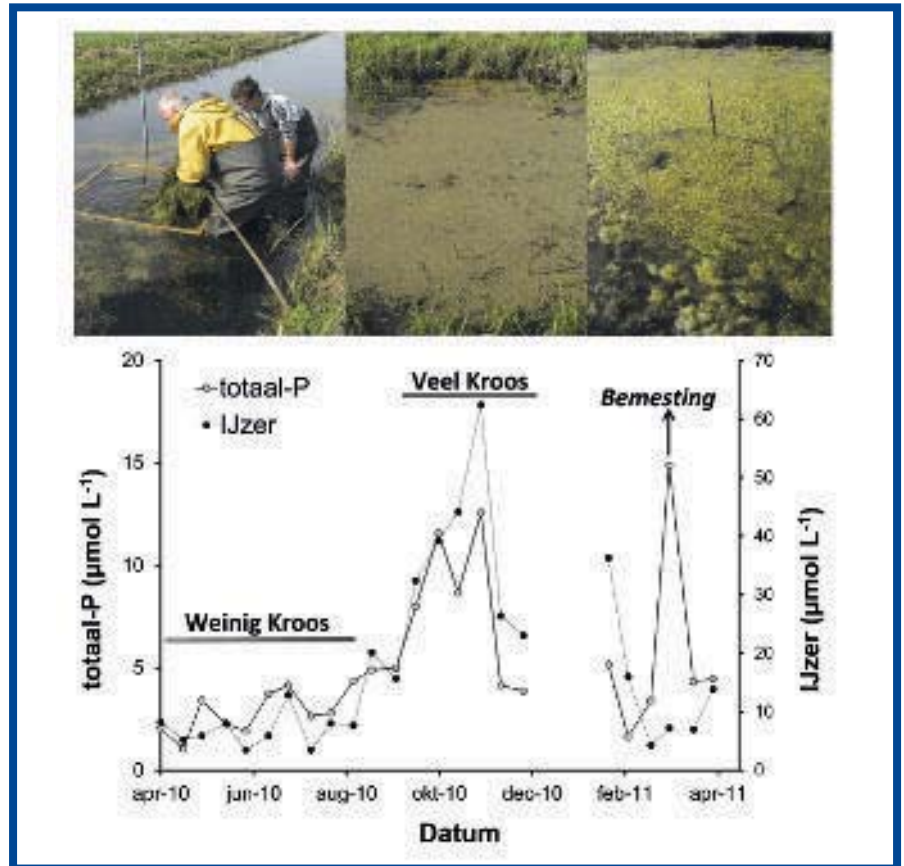 20
15
10
5
0
totaal-P (µmol L⁻¹)
totaal-P
IJzer
Weinig Kroos
Veel Kroos
Bemesting
70
60
50
40
30
20
10
0
IJzer (µmol L⁻¹)
apr-10
jun-10
aug-10
okt-10
dec-10
feb-11
apr-11
Datum